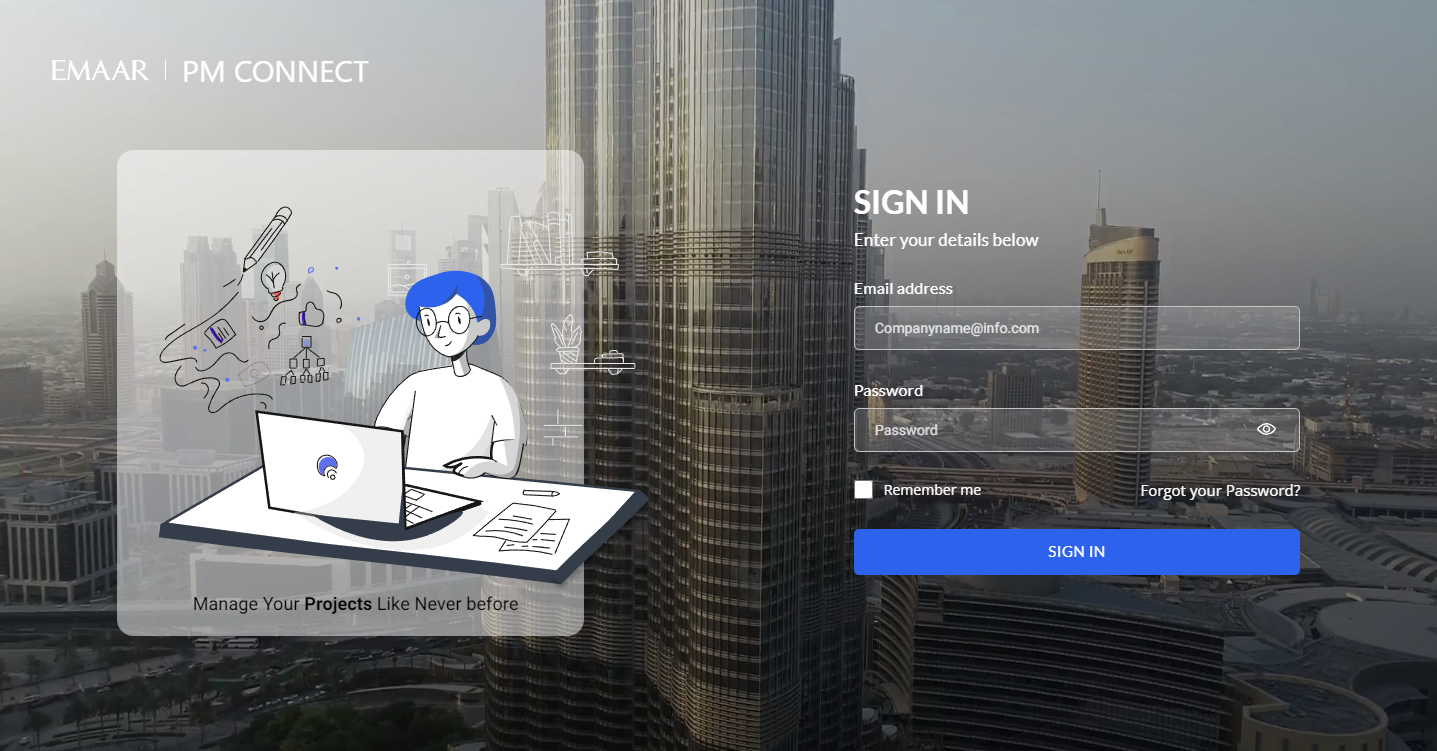 EMAAR | PM CONNECT
SIGN IN
Enter your details below
Email address
Companyname@info.com
Password
Password
Remember me
Forgot your Password?
SIGN IN
Manage Your Projects Like Never before
EMAAR